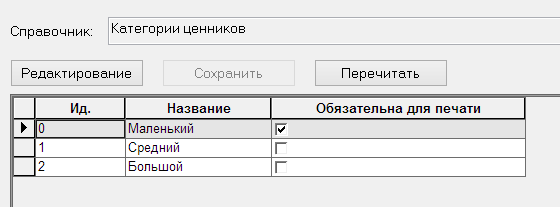 Справочник: Категории ценников
Редактирование Сохранить Перечитать
Ид. Название Обязательна для печати
0 Маленький
1 Средний
2 Большой